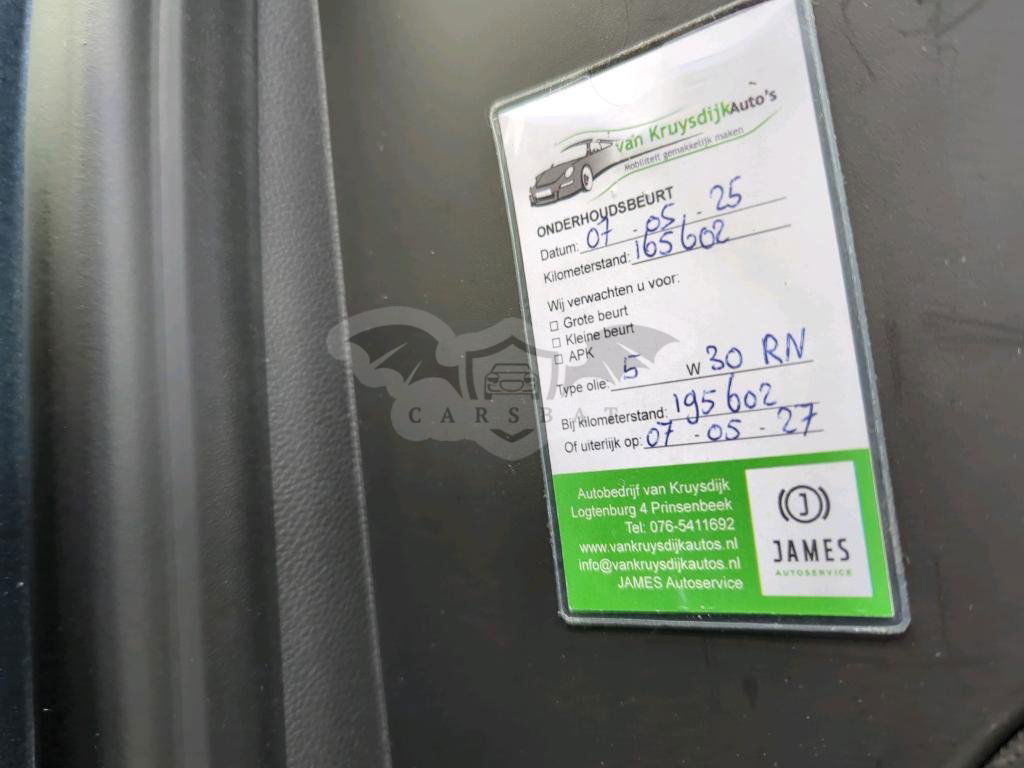 van Kruysdijk Auto's
Mobiliteit gemakkelijk maken
ONDERHOUDSBEURT
Datum: 07 - 05 - 25
Kilometerstand: 165602
Wij verwachten u voor:
Grote beurt
Kleine beurt
APK
Type olie: 5 W 30 RN
Bij kilometerstand: 195602
Of uiterlijk op: 07 - 05 - 27
CARSBAT
Autobedrijf van Kruysdijk
Logtenburg 4 Prinsenbeek
Tel: 076-5411692
www.vankruysdijkautos.nl
info@vankruysdijkautos.nl
JAMES Autoservice
J
JAMES
AUTOSERVICE